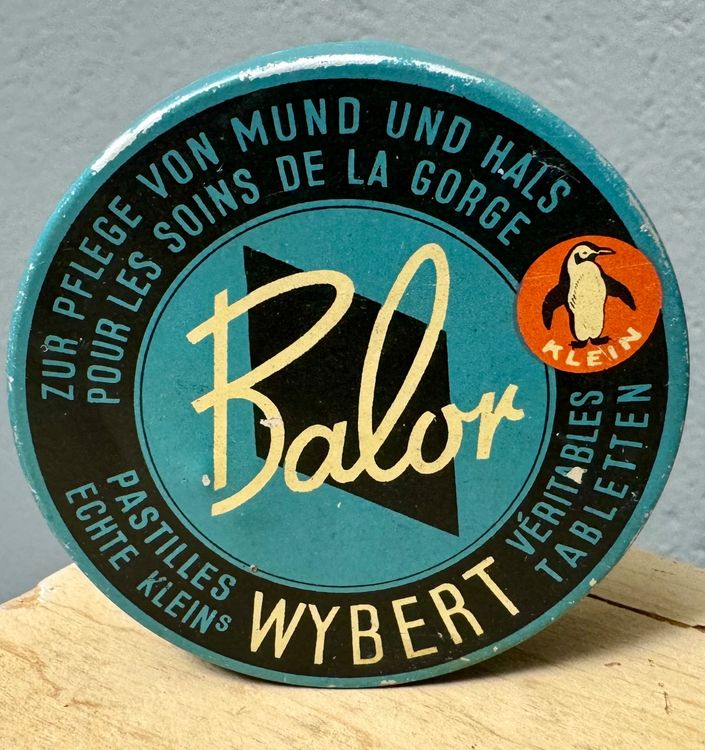 ZUR PFLEGE VON MUND UND HALS
POUR LES SOINS DE LA GORGE
KLEIN
Balor
PASTILLES WYBERT VÉRITABLES
ECHTE KLEINs TABLETTEN